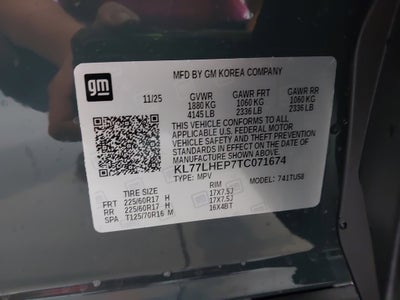 gm
MFD BY GM KOREA COMPANY
11/25 GVWR GAWR FRT GAWR RR
1880 KG 1060 KG 1060 KG
4145 LB 2336 LB 2336 LB
THIS VEHICLE CONFORMS TO ALL
APPLICABLE U.S. FEDERAL MOTOR
VEHICLE SAFETY AND THEFT PREVENTION
STANDARDS IN EFFECT ON THE DATE OF
MANUFACTURE SHOWN ABOVE.
KL77LHEP7TC071674
TYPE: MPV MODEL: 741TUS8
TIRE SIZE RIM
FRT 225/60R17 H 17X7.5J
RR 225/60R17 H 17X7.5J
SPA T125/70R16 M 16X4BT